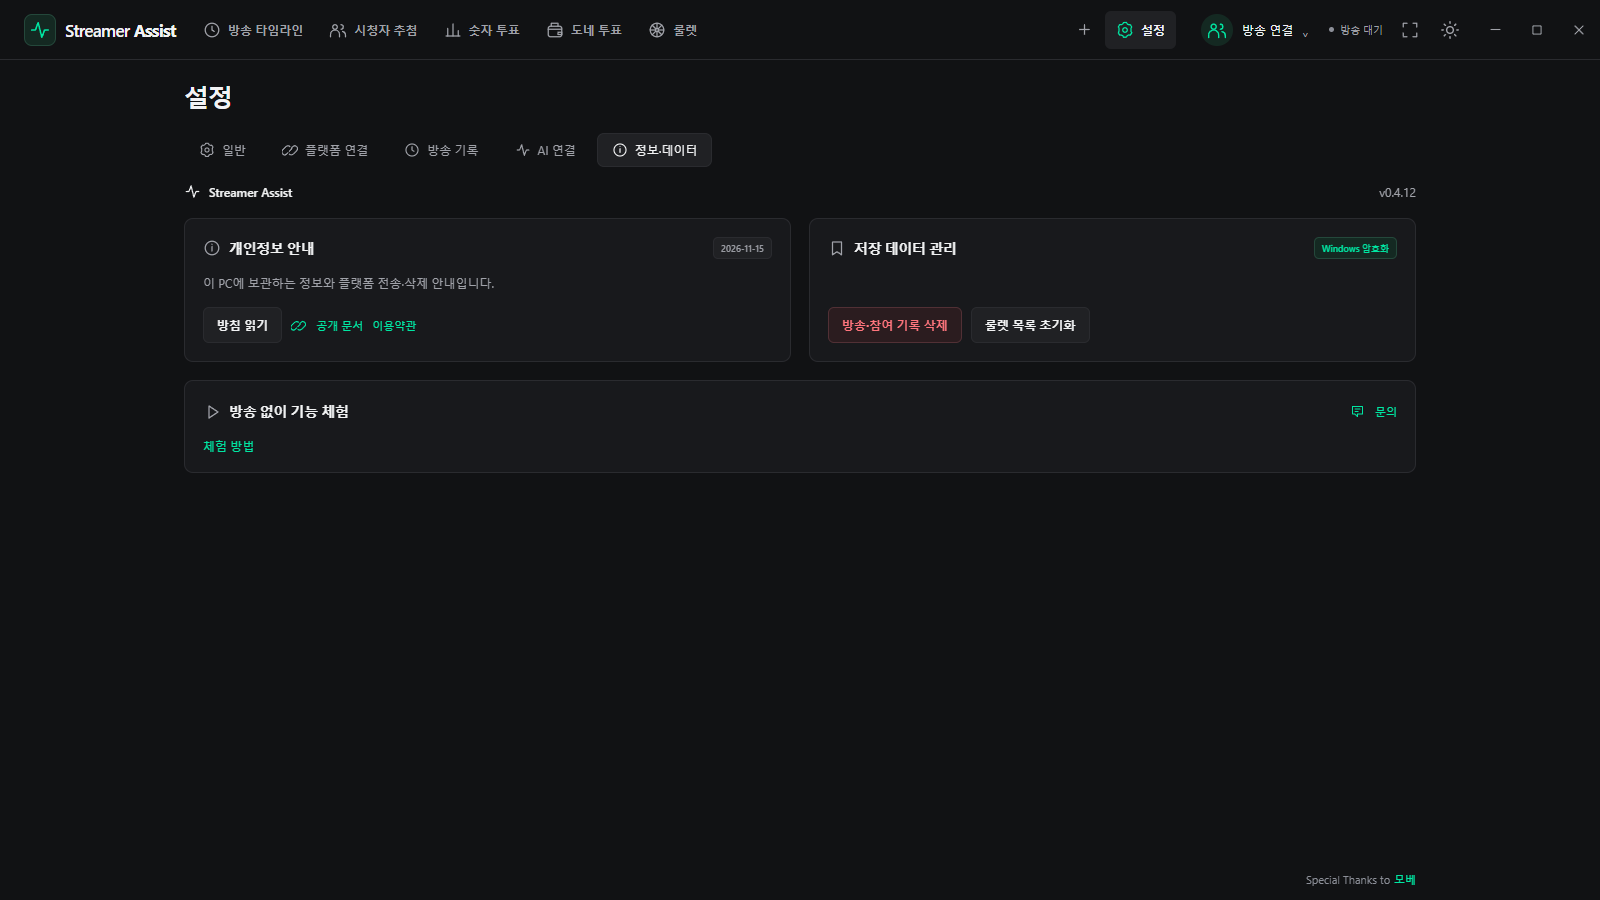 Streamer Assist 방송 타임라인 시청자 추첨 숫자 투표 도네 투표 룰렛 설정 방송 연결 방송 대기
설정
일반 플랫폼 연결 방송 기록 AI 연결 정보·데이터
Streamer Assist v0.4.12
개인정보 안내 2026-11-15
이 PC에 보관하는 정보와 플랫폼 전송·삭제 안내입니다.
방침 읽기 공개 문서 이용약관
저장 데이터 관리 Windows 암호화
방송·참여 기록 삭제 룰렛 목록 초기화
방송 없이 기능 체험 문의
체험 방법
Special Thanks to 모베